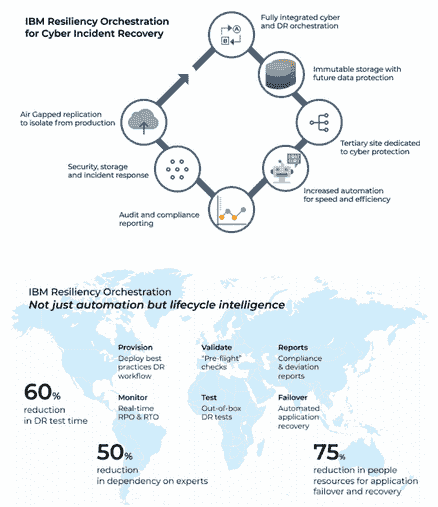 IBM Resiliency Orchestration
for Cyber Incident Recovery
Fully integrated cyber
and DR orchestration
Immutable storage with
future data protection
Air Gapped replication
to isolate from production
Tertiary site dedicated
to cyber protection
Security, storage
and incident response
Increased automation
for speed and efficiency
Audit and compliance
reporting
IBM Resiliency Orchestration
Not just automation but lifecycle intelligence
Provision
Deploy best
practices DR
workflow
Validate
"Pre-flight"
checks
Reports
Compliance
& deviation
reports
60%
reduction
in DR test time
Monitor
Real-time
RPO & RTO
Test
Out-of-box
DR tests
Failover
Automated
application
recovery
50%
reduction
in dependency on experts
75%
reduction in people
resources for application
failover and recovery